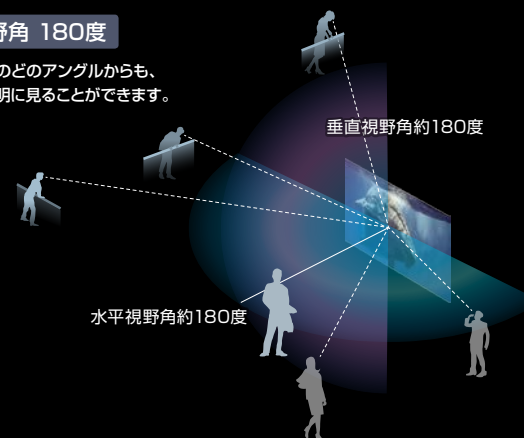 野角 180度
のどのアングルからも、
明に見ることができます。
垂直視野角約180度
水平視野角約180度